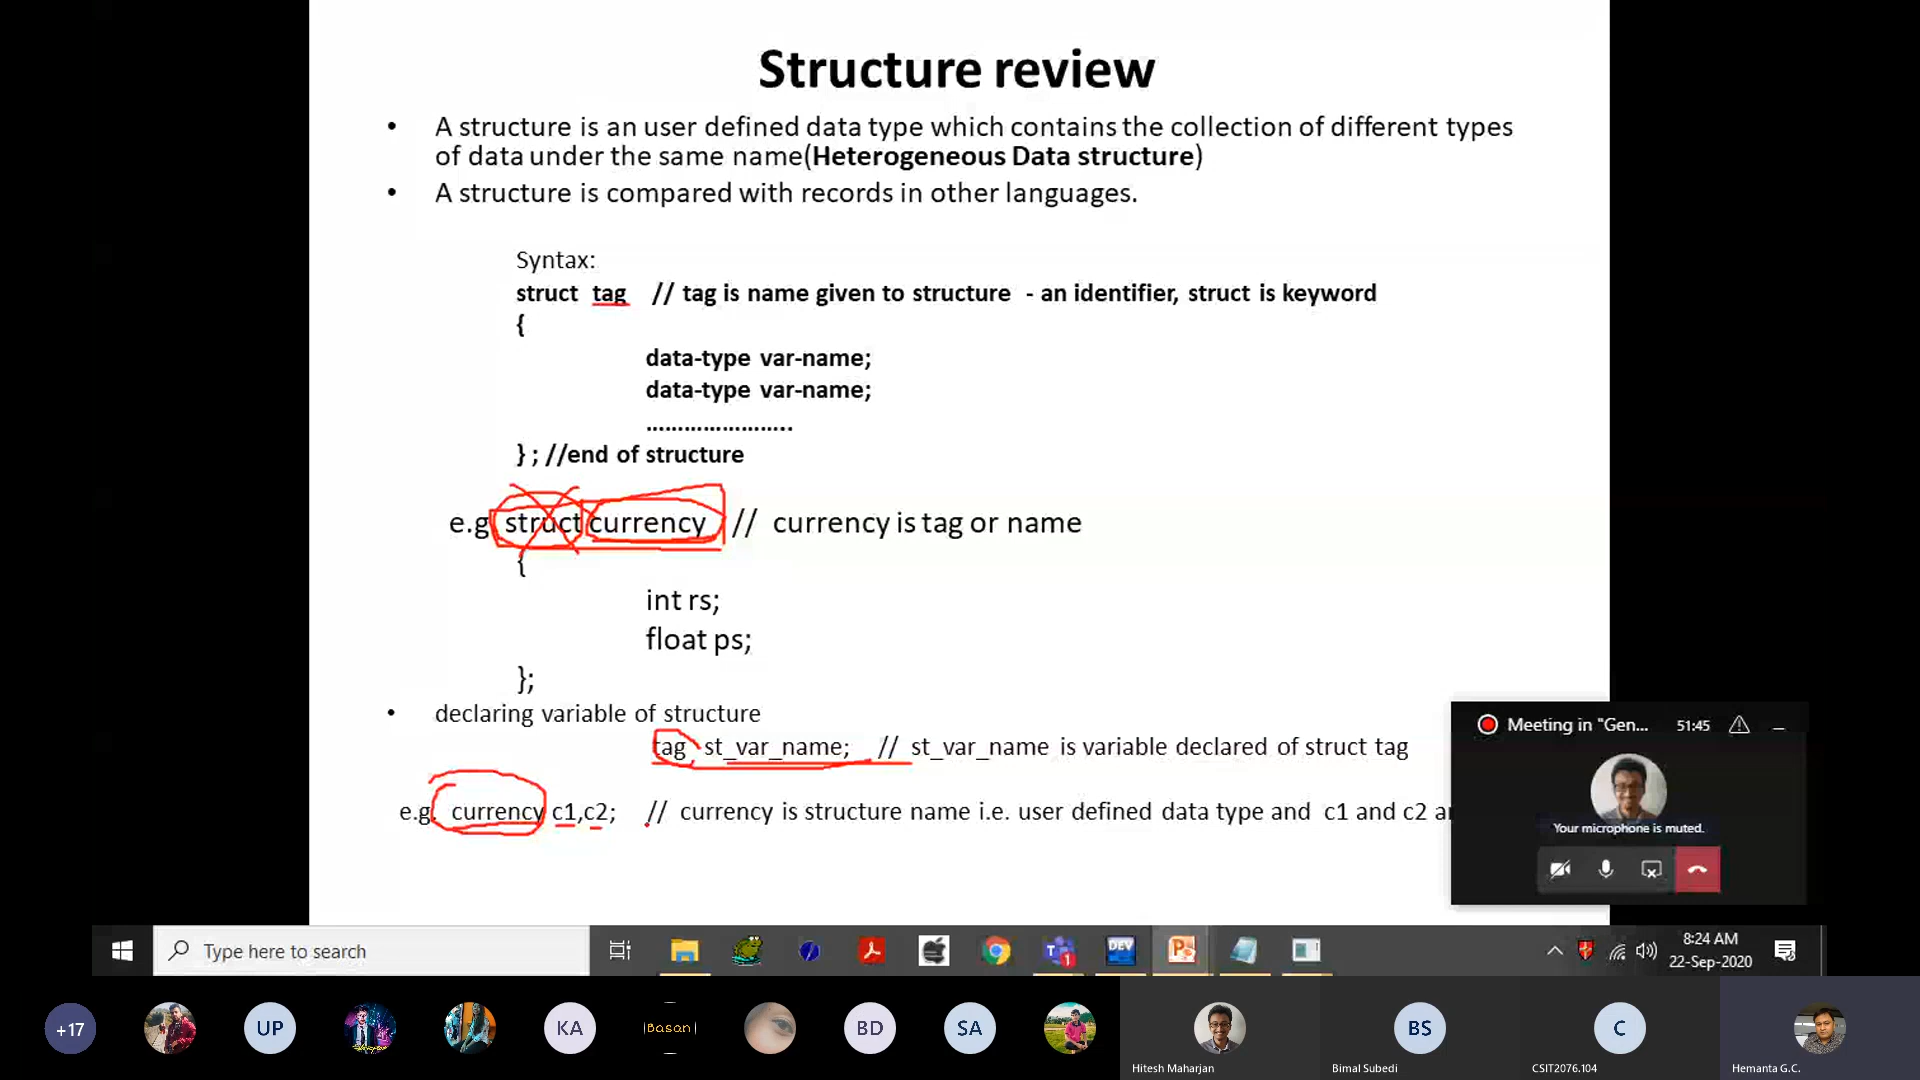 Structure review
• A structure is an user defined data type which contains the collection of different types
of data under the same name(Heterogeneous Data structure)
• A structure is compared with records in other languages.
Syntax:
struct tag // tag is name given to structure - an identifier, struct is keyword
{
data-type var-name;
data-type var-name;
.......................
} ; //end of structure
e.g struct currency // currency is tag or name
{
int rs;
float ps;
};
• declaring variable of structure
tag st_var_name; // st_var_name is variable declared of struct tag
e.g. currency c1,c2; // currency is structure name i.e. user defined data type and c1 and c2
Meeting in "Gen... 51:45
Your microphone is muted.
Type here to search
1
DEV
8:24 AM
22-Sep-2020
+17
UP
KA
Basan
BD
SA
BS
C
Hitesh Maharjan
Bimal Subedi
CSIT2076.104
Hemanta G.C.